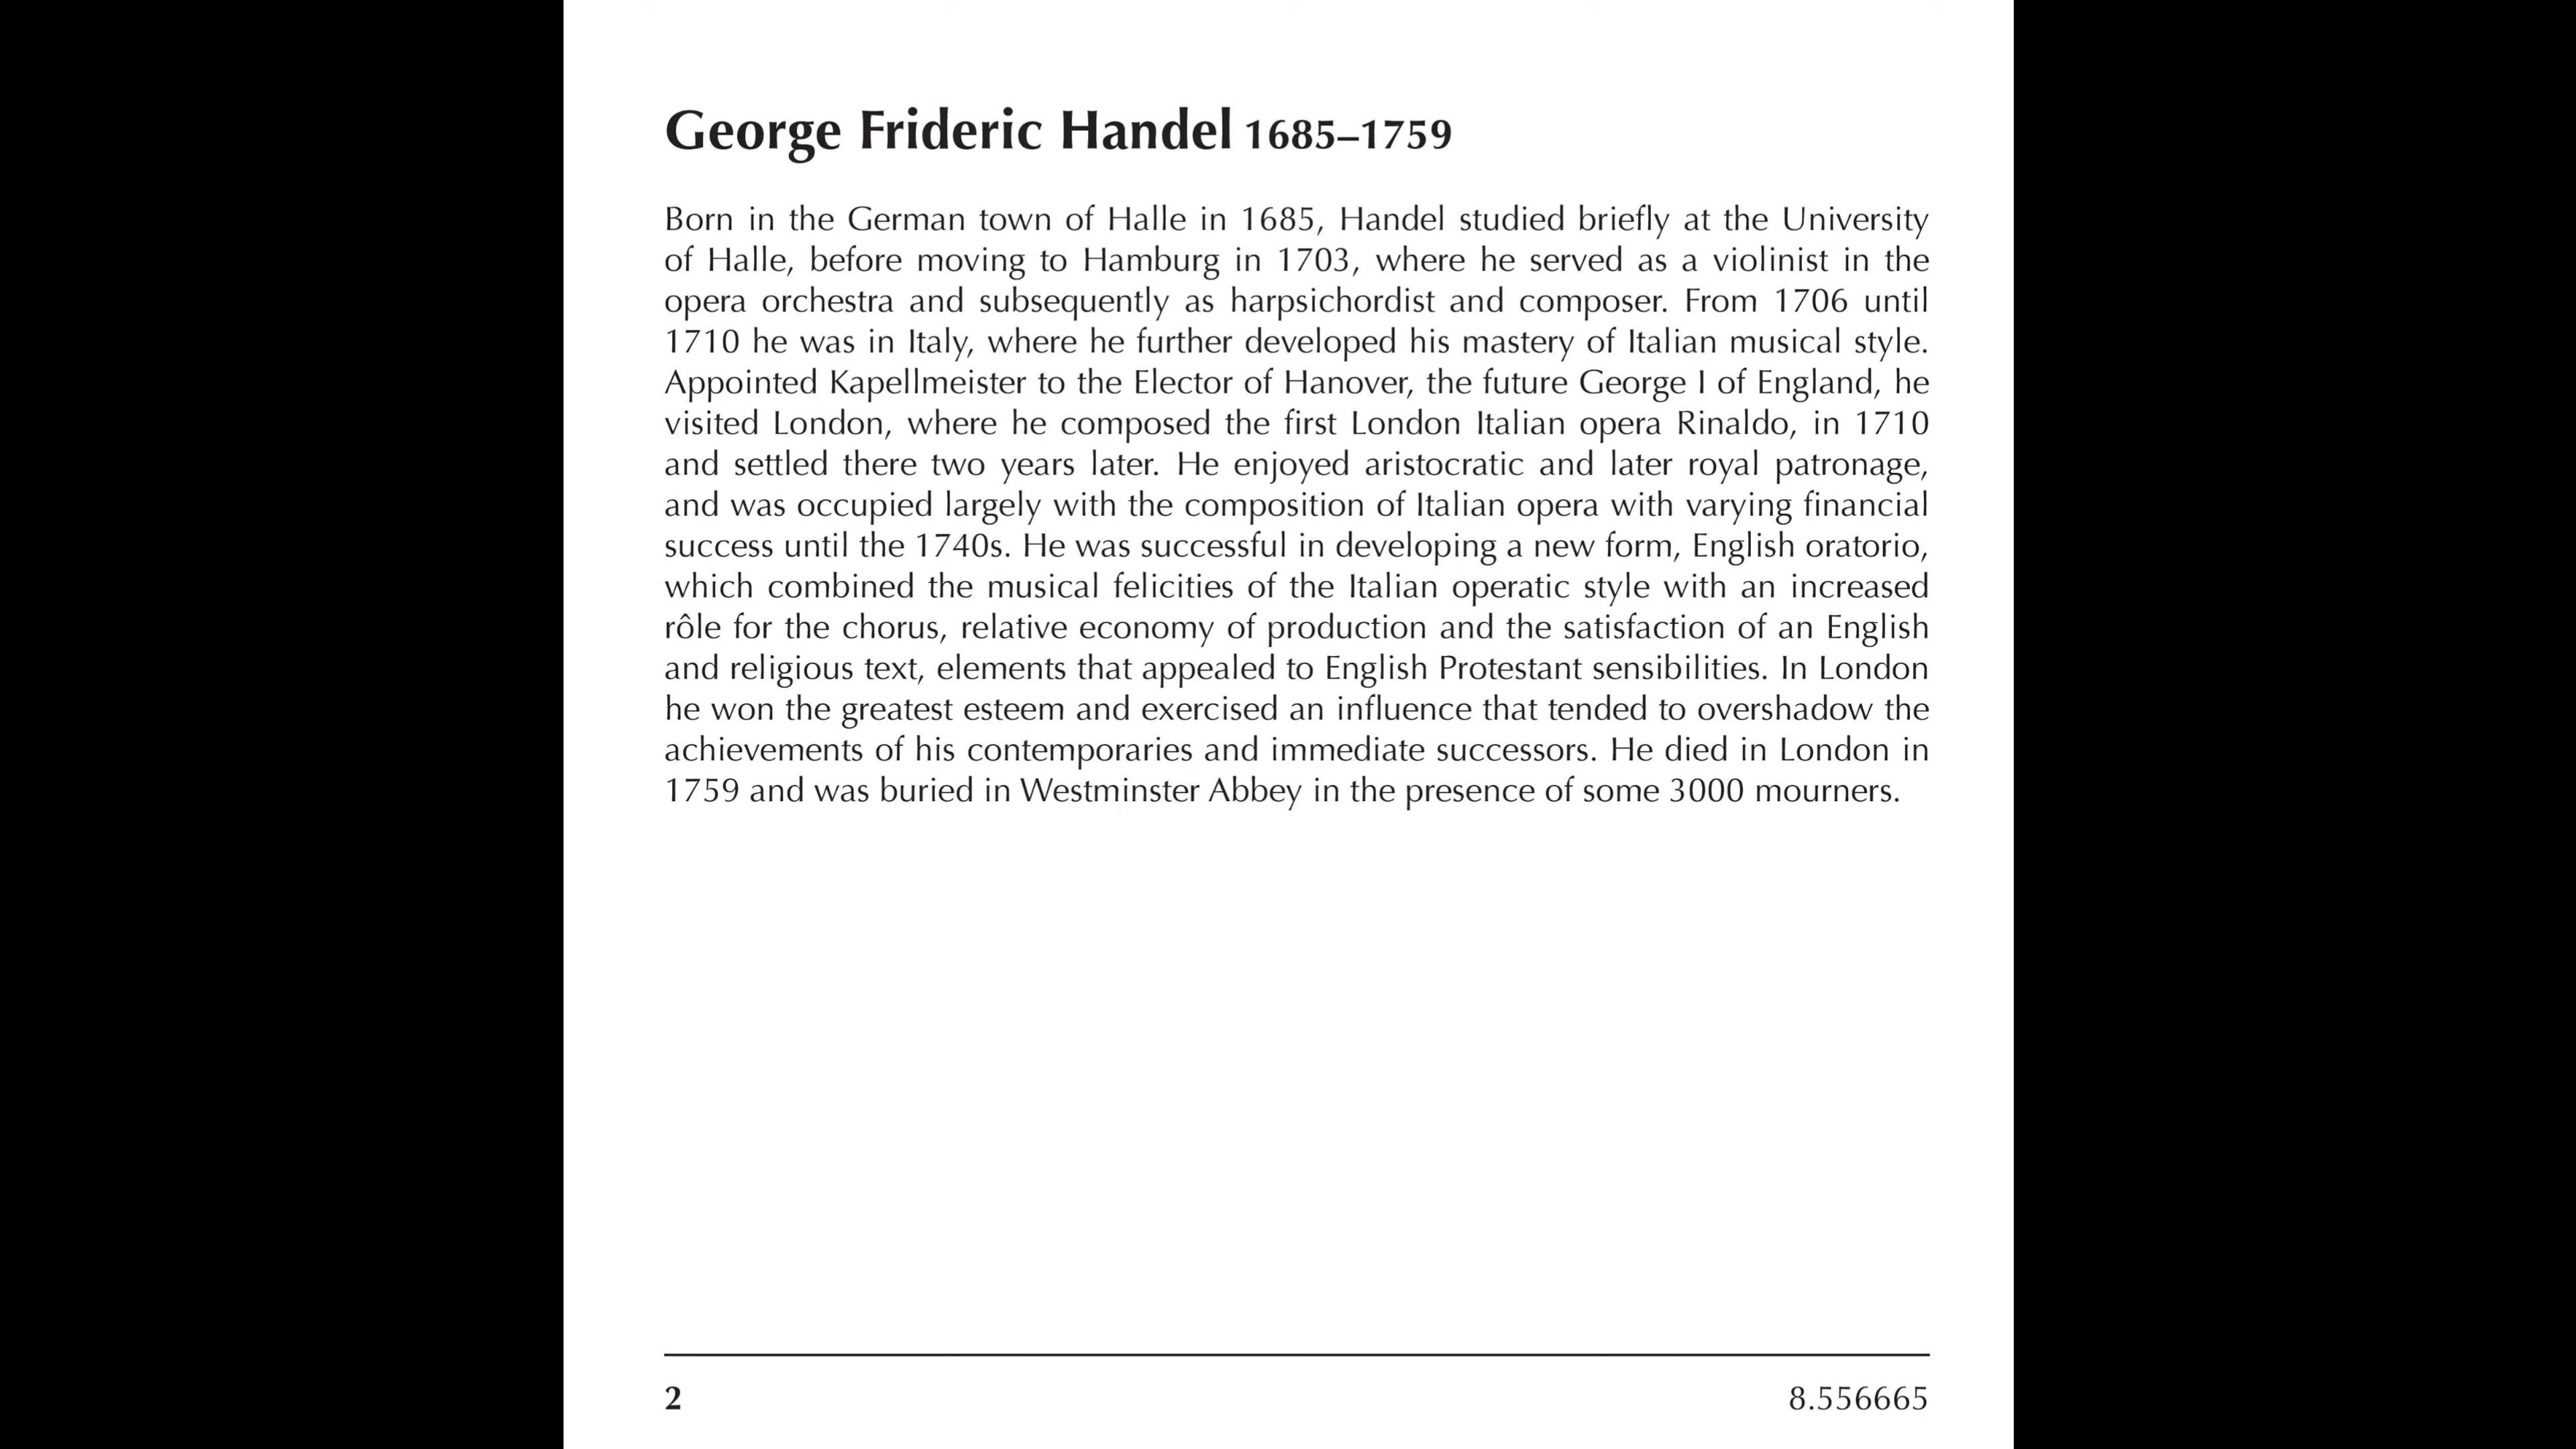 George Frideric Handel 1685–1759
Born in the German town of Halle in 1685, Handel studied briefly at the University
of Halle, before moving to Hamburg in 1703, where he served as a violinist in the
opera orchestra and subsequently as harpsichordist and composer. From 1706 until
1710 he was in Italy, where he further developed his mastery of Italian musical style.
Appointed Kapellmeister to the Elector of Hanover, the future George I of England, he
visited London, where he composed the first London Italian opera Rinaldo, in 1710
and settled there two years later. He enjoyed aristocratic and later royal patronage,
and was occupied largely with the composition of Italian opera with varying financial
success until the 1740s. He was successful in developing a new form, English oratorio,
which combined the musical felicities of the Italian operatic style with an increased
rôle for the chorus, relative economy of production and the satisfaction of an English
and religious text, elements that appealed to English Protestant sensibilities. In London
he won the greatest esteem and exercised an influence that tended to overshadow the
achievements of his contemporaries and immediate successors. He died in London in
1759 and was buried in Westminster Abbey in the presence of some 3000 mourners.
2 8.556665